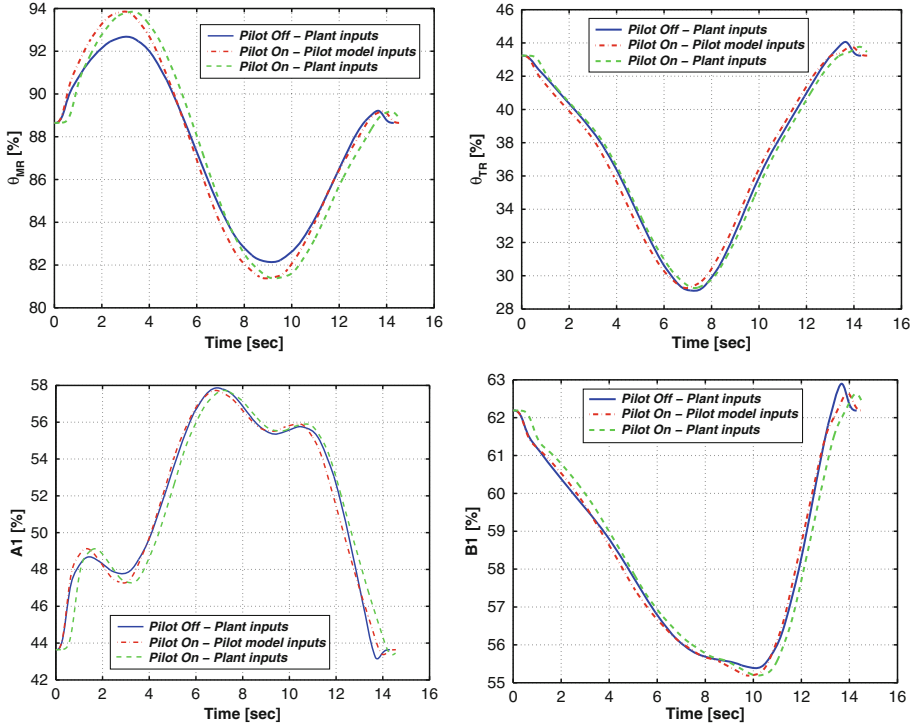 94
92
90
88
86
84
82
80
θMR [%]
Pilot Off – Plant inputs
Pilot On – Pilot model inputs
Pilot On – Plant inputs
0 2 4 6 8 10 12 14 16
Time [sec]
46
44
42
40
38
36
34
32
30
28
θTR [%]
Pilot Off – Plant inputs
Pilot On – Pilot model inputs
Pilot On – Plant inputs
0 2 4 6 8 10 12 14 16
Time [sec]
58
56
54
52
50
48
46
44
42
A1 [%]
Pilot Off – Plant inputs
Pilot On – Pilot model inputs
Pilot On – Plant inputs
0 2 4 6 8 10 12 14 16
Time [sec]
63
62
61
60
59
58
57
56
55
B1 [%]
Pilot Off – Plant inputs
Pilot On – Pilot model inputs
Pilot On – Plant inputs
0 2 4 6 8 10 12 14 16
Time [sec]